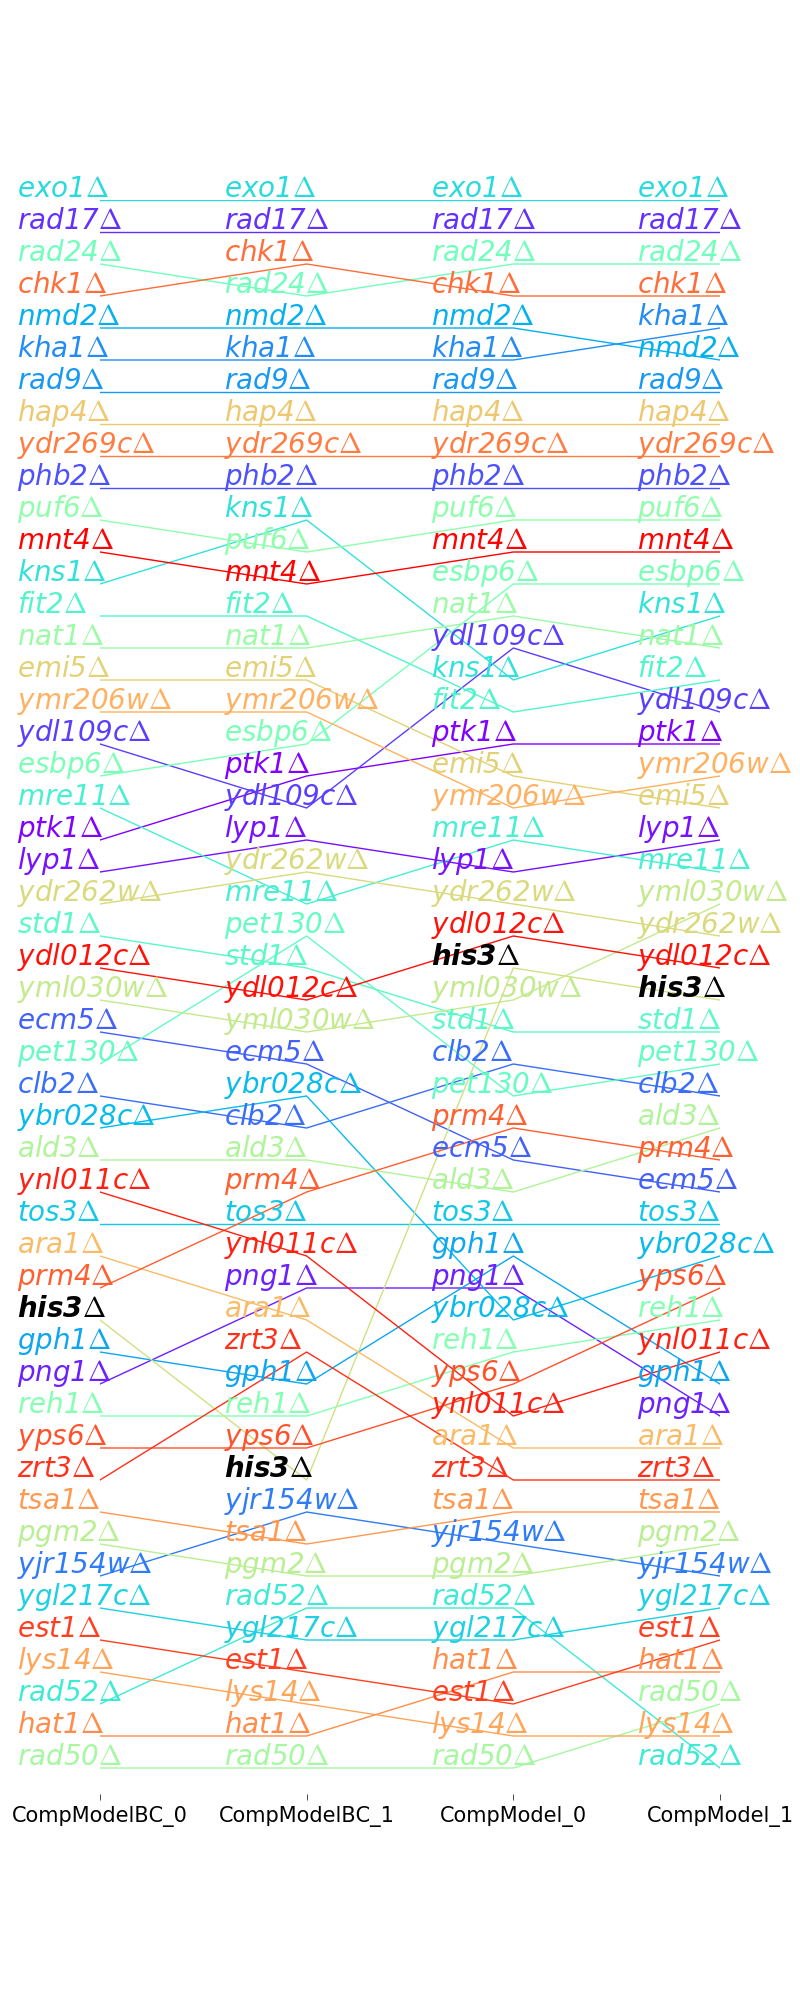 exo1Δ exo1Δ exo1Δ exo1Δ
rad17Δ rad17Δ rad17Δ rad17Δ
rad24Δ chk1Δ rad24Δ rad24Δ
chk1Δ rad24Δ chk1Δ chk1Δ
nmd2Δ nmd2Δ nmd2Δ kha1Δ
kha1Δ kha1Δ kha1Δ nmd2Δ
rad9Δ rad9Δ rad9Δ rad9Δ
hap4Δ hap4Δ hap4Δ hap4Δ
ydr269cΔ ydr269cΔ ydr269cΔ ydr269cΔ
phb2Δ phb2Δ phb2Δ phb2Δ
puf6Δ kns1Δ puf6Δ puf6Δ
mnt4Δ puf6Δ mnt4Δ mnt4Δ
kns1Δ mnt4Δ esbp6Δ esbp6Δ
fit2Δ fit2Δ nat1Δ kns1Δ
nat1Δ nat1Δ ydl109cΔ nat1Δ
emi5Δ emi5Δ kns1Δ fit2Δ
ymr206wΔ ymr206wΔ fit2Δ ydl109cΔ
ydl109cΔ esbp6Δ ptk1Δ ptk1Δ
esbp6Δ ptk1Δ emi5Δ ymr206wΔ
mre11Δ ydl109cΔ ymr206wΔ emi5Δ
ptk1Δ lyp1Δ mre11Δ lyp1Δ
lyp1Δ ydr262wΔ lyp1Δ mre11Δ
ydr262wΔ mre11Δ ydr262wΔ yml030wΔ
std1Δ pet130Δ ydl012cΔ ydr262wΔ
ydl012cΔ std1Δ his3Δ ydl012cΔ
yml030wΔ ydl012cΔ yml030wΔ his3Δ
ecm5Δ yml030wΔ std1Δ std1Δ
pet130Δ ecm5Δ clb2Δ pet130Δ
clb2Δ ybr028cΔ pet130Δ clb2Δ
ybr028cΔ clb2Δ prm4Δ ald3Δ
ald3Δ ald3Δ ecm5Δ prm4Δ
ynl011cΔ prm4Δ ald3Δ ecm5Δ
tos3Δ tos3Δ tos3Δ tos3Δ
ara1Δ ynl011cΔ gph1Δ ybr028cΔ
prm4Δ png1Δ png1Δ yps6Δ
his3Δ ara1Δ ybr028cΔ reh1Δ
gph1Δ zrt3Δ reh1Δ ynl011cΔ
png1Δ gph1Δ yps6Δ gph1Δ
reh1Δ reh1Δ ynl011cΔ png1Δ
yps6Δ yps6Δ ara1Δ ara1Δ
zrt3Δ his3Δ zrt3Δ zrt3Δ
tsa1Δ yjr154wΔ tsa1Δ tsa1Δ
pgm2Δ tsa1Δ yjr154wΔ pgm2Δ
yjr154wΔ pgm2Δ pgm2Δ yjr154wΔ
ygl217cΔ rad52Δ rad52Δ ygl217cΔ
est1Δ ygl217cΔ ygl217cΔ est1Δ
lys14Δ est1Δ hat1Δ hat1Δ
rad52Δ lys14Δ est1Δ rad50Δ
hat1Δ hat1Δ lys14Δ lys14Δ
rad50Δ rad50Δ rad50Δ rad52Δ
CompModelBC_0 CompModelBC_1 CompModel_0 CompModel_1